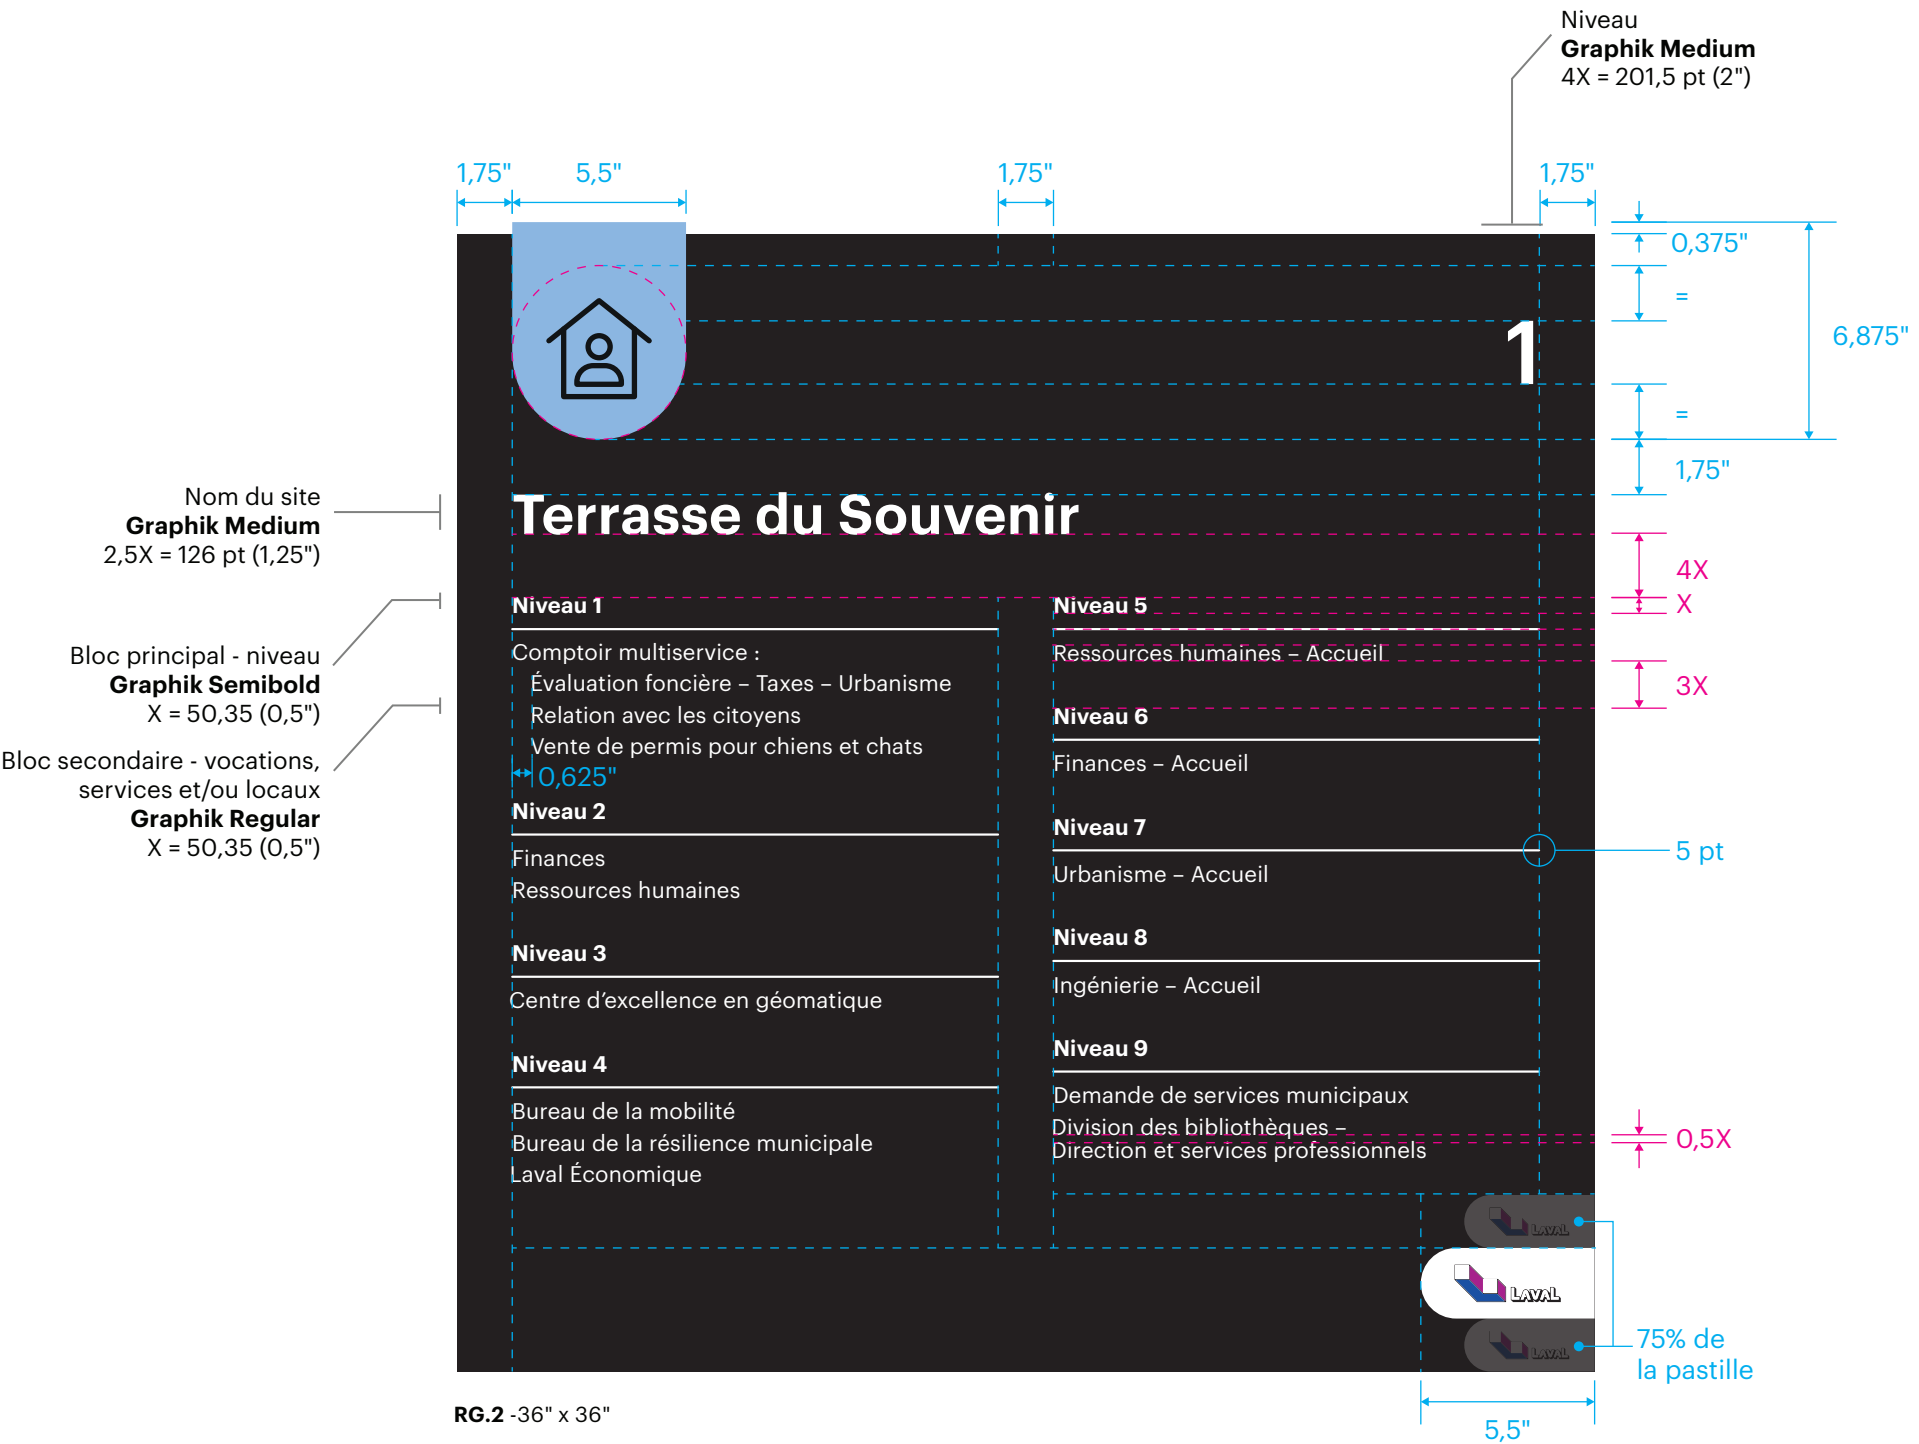 Niveau
Graphik Medium
4X = 201,5 pt (2")
1,75"
5,5"
1,75"
1,75"
0,375"
=
6,875"
1
=
1,75"
Nom du site
Graphik Medium
2,5X = 126 pt (1,25")
Terrasse du Souvenir
4X
X
3X
Bloc principal - niveau
Graphik Semibold
X = 50,35 (0,5")
Bloc secondaire - vocations,
services et/ou locaux
Graphik Regular
X = 50,35 (0,5")
Niveau 1
Comptoir multiservice :
Évaluation foncière – Taxes – Urbanisme
Relation avec les citoyens
Vente de permis pour chiens et chats
0,625"
Niveau 2
Finances
Ressources humaines
Niveau 3
Centre d’excellence en géomatique
Niveau 4
Bureau de la mobilité
Bureau de la résilience municipale
Laval Économique
Niveau 5
Ressources humaines – Accueil
Niveau 6
Finances – Accueil
Niveau 7
Urbanisme – Accueil
5 pt
Niveau 8
Ingénierie – Accueil
Niveau 9
Demande de services municipaux
Division des bibliothèques –
Direction et services professionnels
0,5X
LAVAL
LAVAL
LAVAL
75% de
la pastille
5,5"
RG.2 -36" x 36"